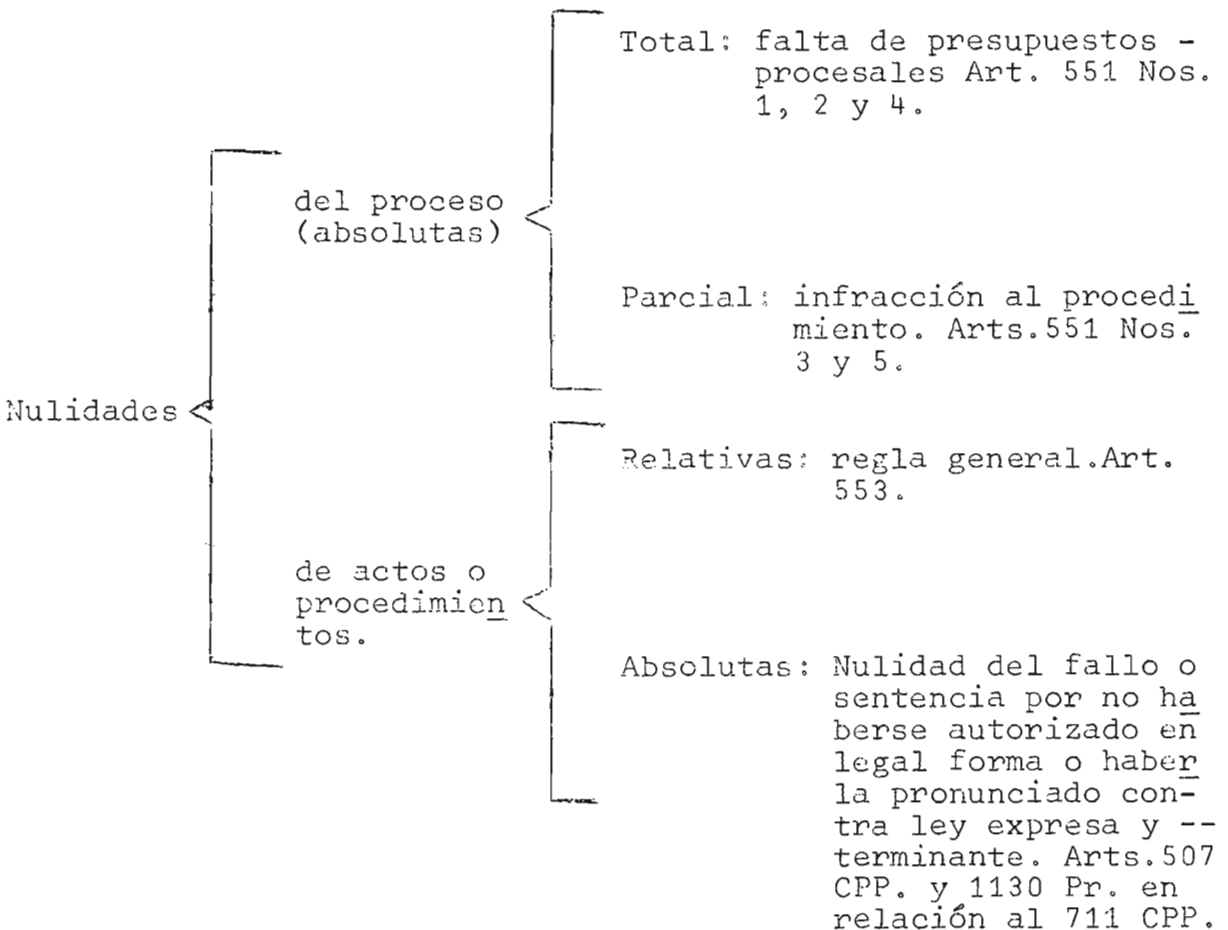 Total: falta de presupuestos -
procesales Art. 551 Nos.
1, 2 y 4.
del proceso
(absolutas)
Parcial: infracción al procedi
miento. Arts.551 Nos.
3 y 5.
Nulidades
Relativas: regla general.Art.
553.
de actos o
procedimien
tos.
Absolutas: Nulidad del fallo o
sentencia por no ha
berse autorizado en
legal forma o haber
la pronunciado con-
tra ley expresa y --
terminante. Arts.507
CPP. y 1130 Pr. en
relación al 711 CPP.